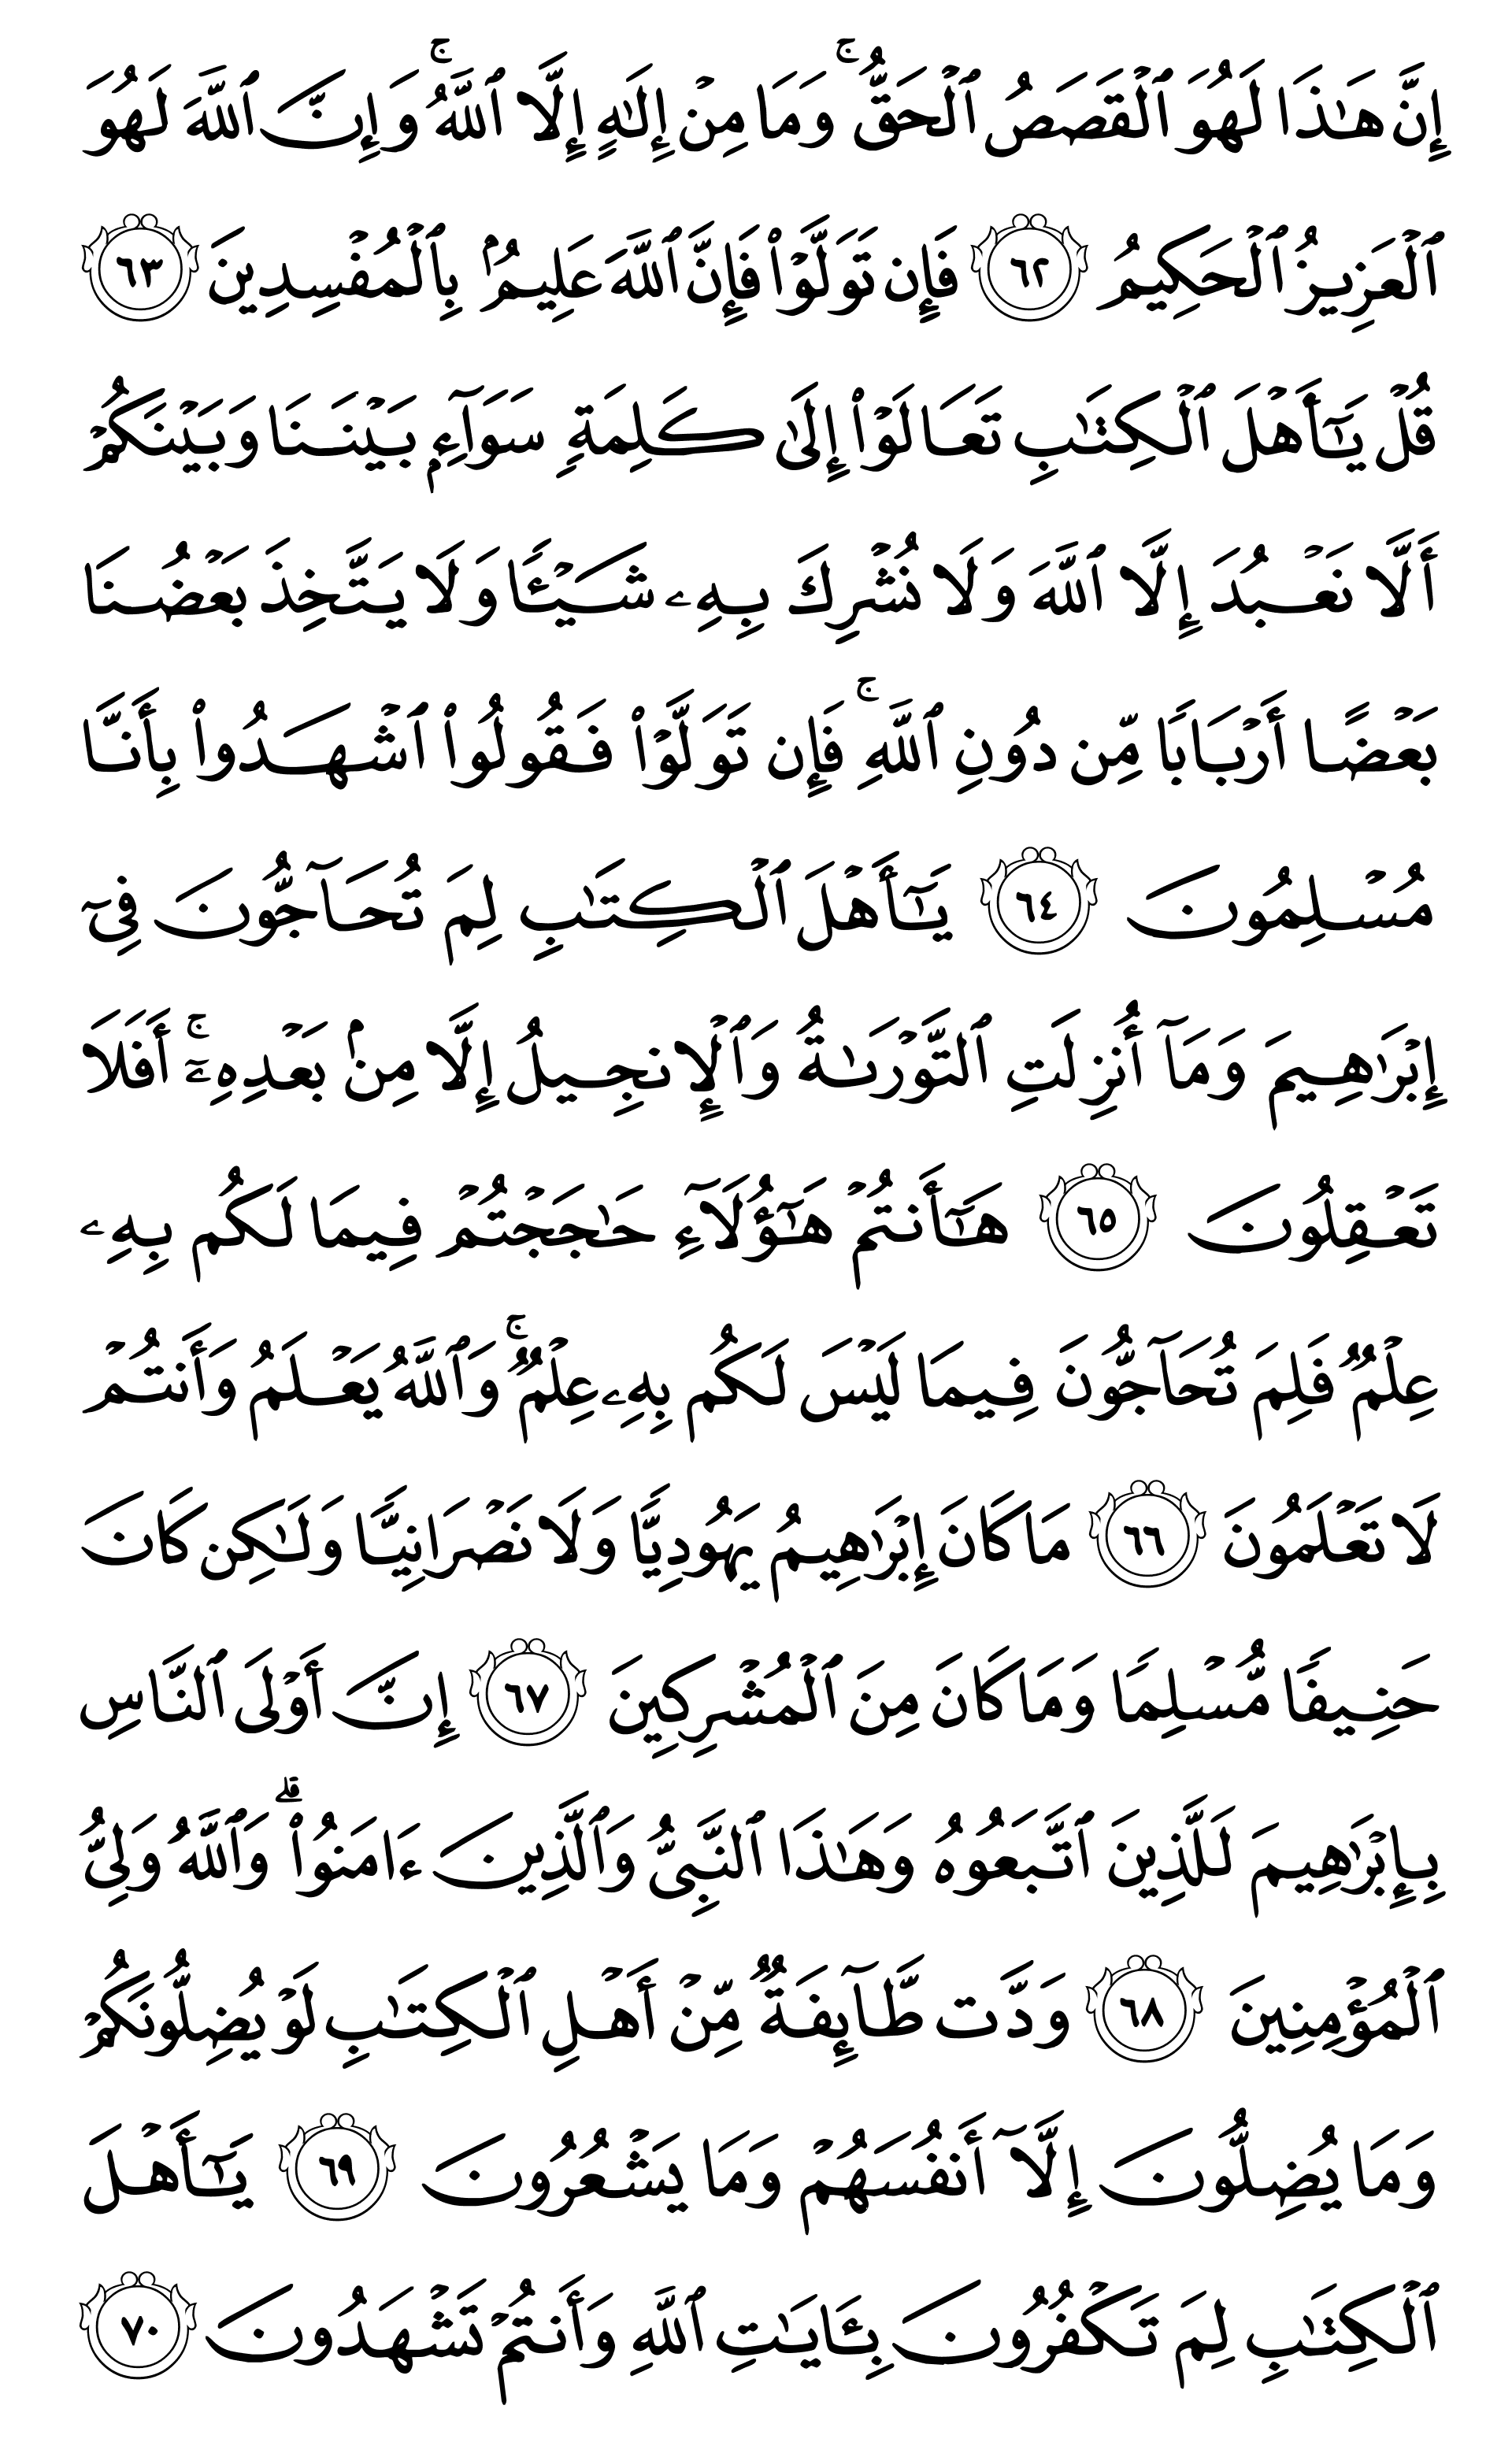 إِنَّ هَـٰذَا لَهُوَ ٱلْقَصَصُ ٱلْحَقُّ ۚ وَمَا مِنْ إِلَـٰهٍ إِلَّا ٱللَّهُ ۚ وَإِنَّ ٱللَّهَ لَهُوَ
ٱلْعَزِيزُ ٱلْحَكِيمُ ٦٢ فَإِن تَوَلَّوْا۟ فَإِنَّ ٱللَّهَ عَلِيمٌۢ بِٱلْمُفْسِدِينَ ٦٣
قُلْ يَـٰٓأَهْلَ ٱلْكِتَـٰبِ تَعَالَوْا۟ إِلَىٰ كَلِمَةٍ سَوَآءٍۭ بَيْنَنَا وَبَيْنَكُمْ
أَلَّا نَعْبُدَ إِلَّا ٱللَّهَ وَلَا نُشْرِكَ بِهِۦ شَيْـًٔا وَلَا يَتَّخِذَ بَعْضُنَا
بَعْضًا أَرْبَابًا مِّن دُونِ ٱللَّهِ ۚ فَإِن تَوَلَّوْا۟ فَقُولُوا۟ ٱشْهَدُوا۟ بِأَنَّا
مُسْلِمُونَ ٦٤ يَـٰٓأَهْلَ ٱلْكِتَـٰبِ لِمَ تُحَآجُّونَ فِىٓ
إِبْرَٰهِيمَ وَمَآ أُنزِلَتِ ٱلتَّوْرَىٰةُ وَٱلْإِنجِيلُ إِلَّا مِنۢ بَعْدِهِۦٓ ۚ أَفَلَا
تَعْقِلُونَ ٦٥ هَـٰٓأَنتُمْ هَـٰٓؤُلَآءِ حَـٰجَجْتُمْ فِيمَا لَكُم بِهِۦ
عِلْمٌ فَلِمَ تُحَآجُّونَ فِيمَا لَيْسَ لَكُم بِهِۦ عِلْمٌ ۚ وَٱللَّهُ يَعْلَمُ وَأَنتُمْ
لَا تَعْلَمُونَ ٦٦ مَا كَانَ إِبْرَٰهِيمُ يَهُودِيًّا وَلَا نَصْرَانِيًّا وَلَـٰكِن كَانَ
حَنِيفًا مُّسْلِمًا وَمَا كَانَ مِنَ ٱلْمُشْرِكِينَ ٦٧ إِنَّ أَوْلَى ٱلنَّاسِ
بِإِبْرَٰهِيمَ لَلَّذِينَ ٱتَّبَعُوهُ وَهَـٰذَا ٱلنَّبِىُّ وَٱلَّذِينَ ءَامَنُوا۟ ۗ وَٱللَّهُ وَلِىُّ
ٱلْمُؤْمِنِينَ ٦٨ وَدَّت طَّآئِفَةٌ مِّنْ أَهْلِ ٱلْكِتَـٰبِ لَوْ يُضِلُّونَكُمْ
وَمَا يُضِلُّونَ إِلَّآ أَنفُسَهُمْ وَمَا يَشْعُرُونَ ٦٩ يَـٰٓأَهْلَ
ٱلْكِتَـٰبِ لِمَ تَكْفُرُونَ بِـَٔايَـٰتِ ٱللَّهِ وَأَنتُمْ تَشْهَدُونَ ٧٠